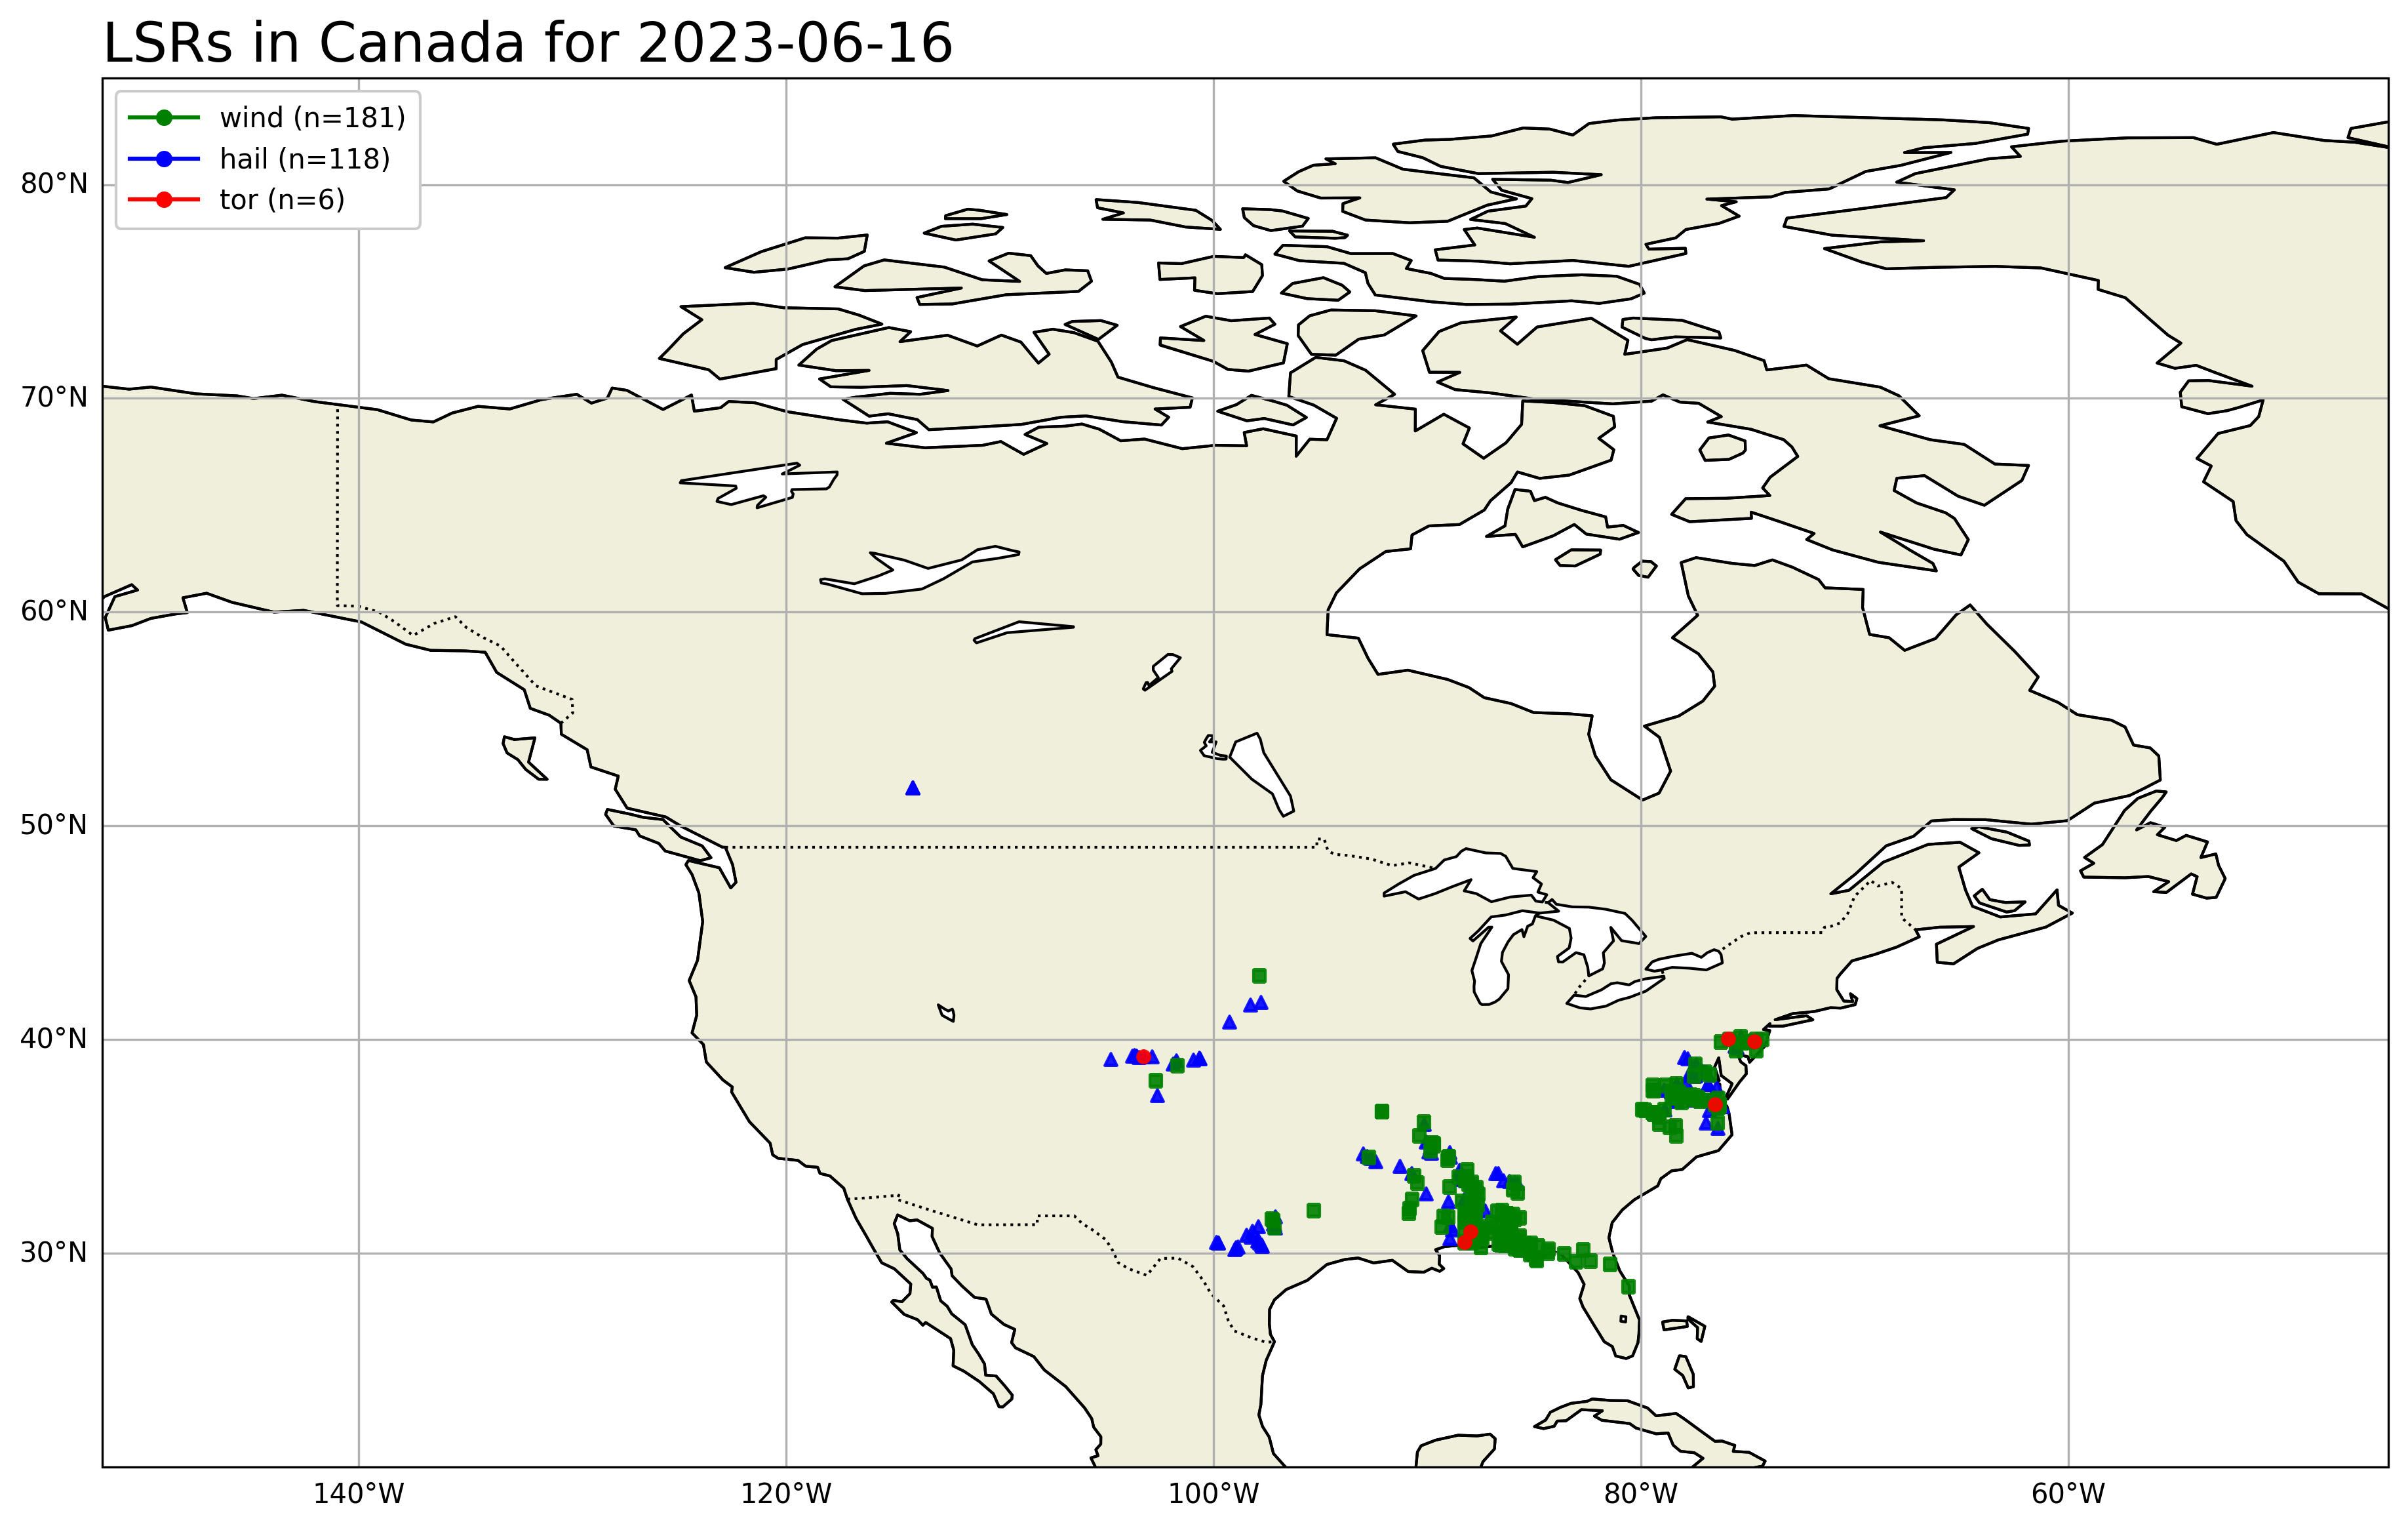 LSRs in Canada for 2023-06-16
wind (n=181)
hail (n=118)
tor (n=6)
80°N
70°N
60°N
50°N
40°N
30°N
140°W
120°W
100°W
80°W
60°W